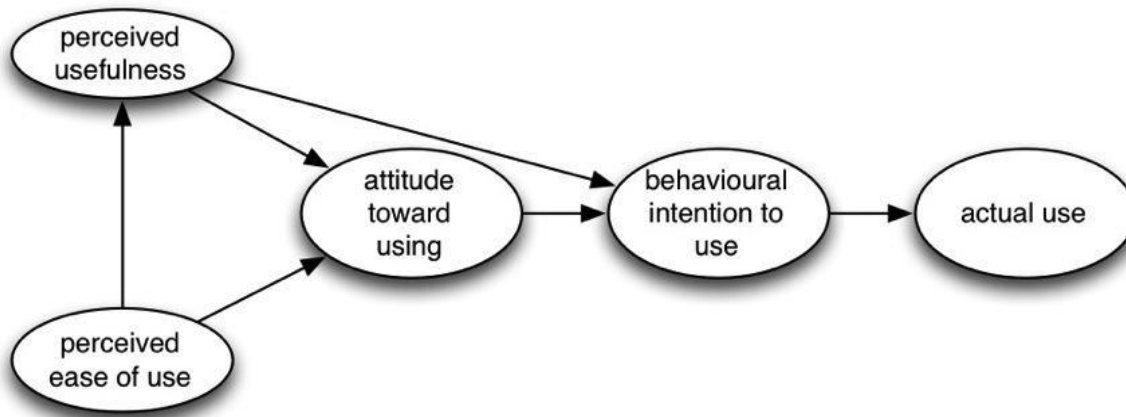 perceived
usefulness
attitude
toward
using
behavioural
intention to
use
actual use
perceived
ease of use